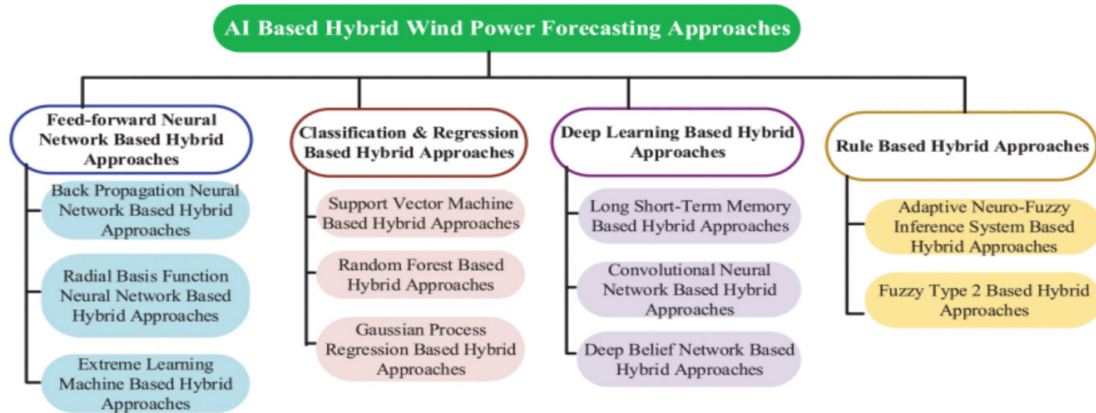 AI Based Hybrid Wind Power Forecasting Approaches
Feed-forward Neural
Network Based Hybrid
Approaches
Back Propagation Neural
Network Based Hybrid
Approaches
Radial Basis Function
Neural Network Based
Hybrid Approaches
Extreme Learning
Machine Based Hybrid
Approaches
Classification & Regression
Based Hybrid Approaches
Support Vector Machine
Based Hybrid Approaches
Random Forest Based
Hybrid Approaches
Gaussian Process
Regression Based Hybrid
Approaches
Deep Learning Based Hybrid
Approaches
Long Short-Term Memory
Based Hybrid Approaches
Convolutional Neural
Network Based Hybrid
Approaches
Deep Belief Network Based
Hybrid Approaches
Rule Based Hybrid Approaches
Adaptive Neuro-Fuzzy
Inference System Based
Hybrid Approaches
Fuzzy Type 2 Based Hybrid
Approaches